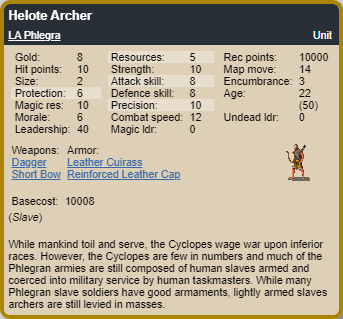 Helote Archer
LA Phlegra Unit
Gold: 8 Resources: 5 Rec points: 10000
Hit points: 10 Strength: 10 Map move: 14
Size: 2 Attack skill: 8 Encumbrance: 3
Protection: 6 Defence skill: 8 Age: 22
Magic res: 10 Precision: 10 (50)
Morale: 6 Combat speed: 12 Undead ldr: 0
Leadership: 40 Magic ldr: 0
Weapons: Armor:
Dagger Leather Cuirass
Short Bow Reinforced Leather Cap
Basecost: 10008
(Slave)
While mankind toil and serve, the Cyclopes wage war upon inferior
races. However, the Cyclopes are few in numbers and much of the
Phlegran armies are still composed of human slaves armed and
coerced into military service by human taskmasters. While many
Phlegran slave soldiers have good armaments, lightly armed slaves
archers are still levied in masses.